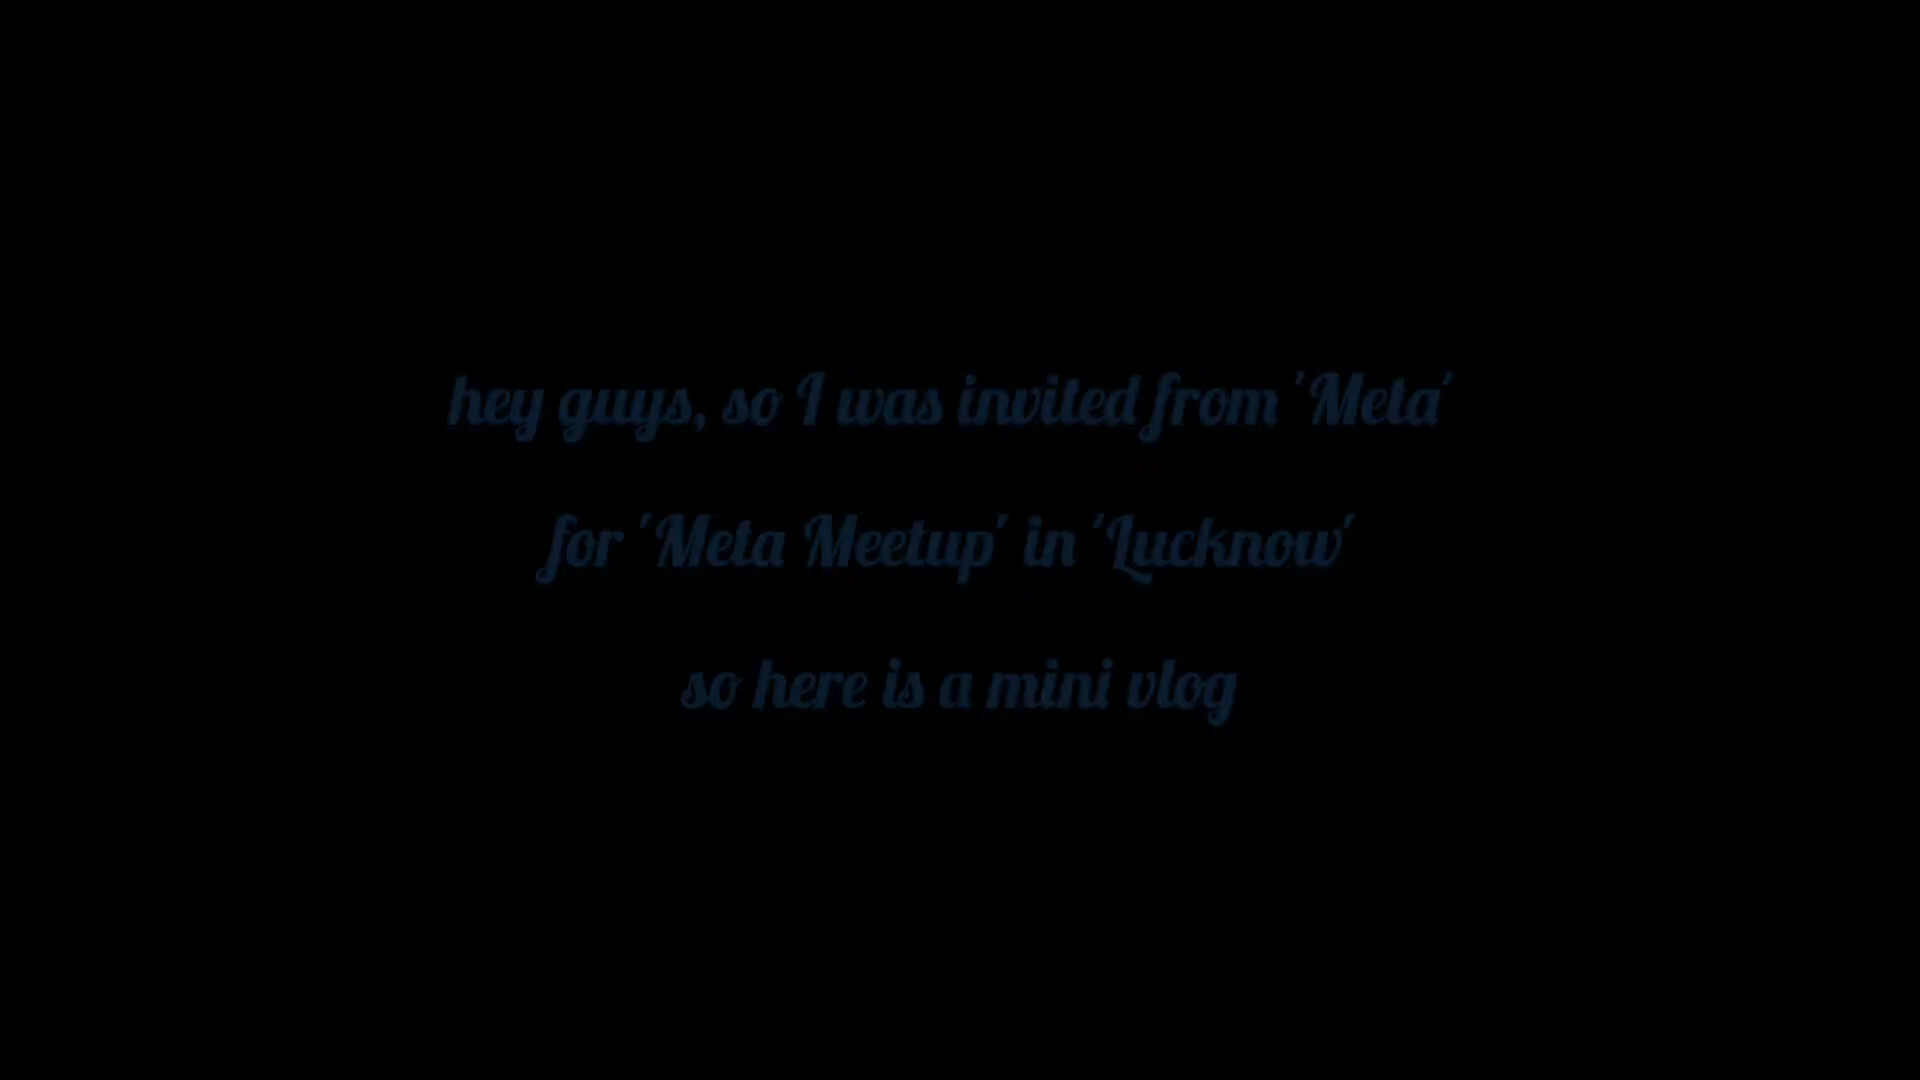 hey guys, so I was invited from 'Meta'
for 'Meta Meetup' in 'Lucknow'
so here is a mini vlog